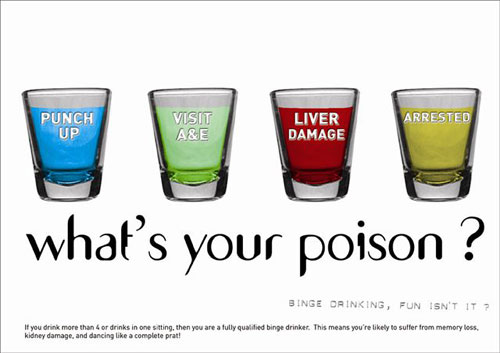 PUNCH
UP
VISIT
A&E
LIVER
DAMAGE
ARRESTED
what's your poison ?
BINGE DRINKING, FUN ISN'T IT ?
If you drink more than 4 or drinks in one sitting, then you are a fully qualified binge drinker. This means you're likely to suffer from memory loss,
kidney damage, and dancing like a complete prat!